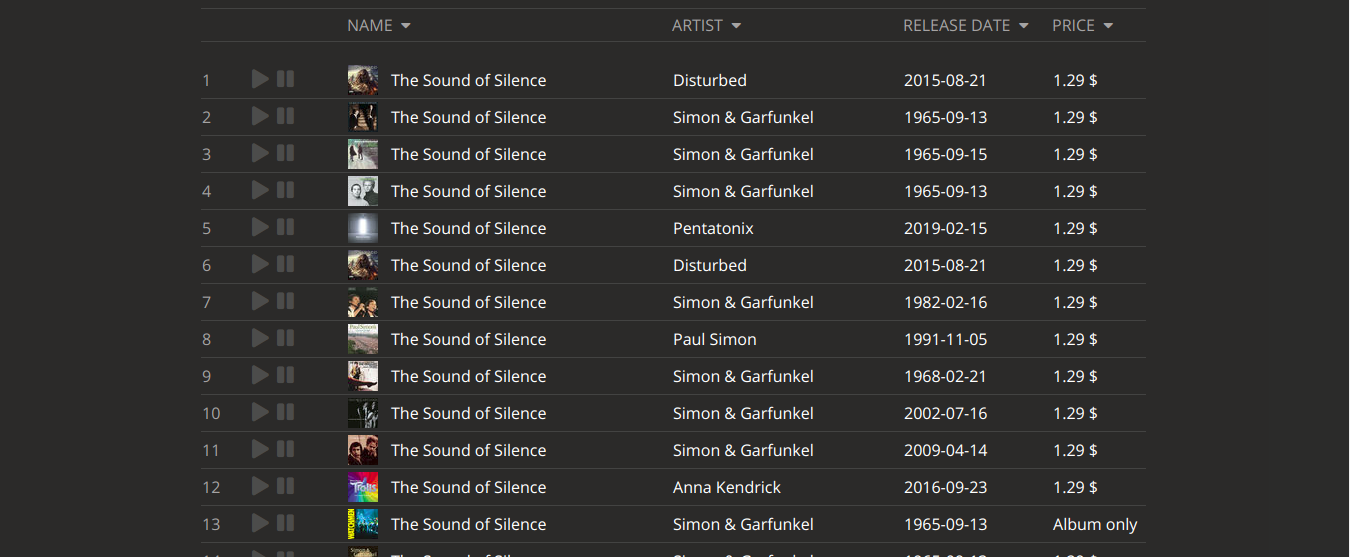 NAME ARTIST RELEASE DATE PRICE
1 The Sound of Silence Disturbed 2015-08-21 1.29 $
2 The Sound of Silence Simon & Garfunkel 1965-09-13 1.29 $
3 The Sound of Silence Simon & Garfunkel 1965-09-15 1.29 $
4 The Sound of Silence Simon & Garfunkel 1965-09-13 1.29 $
5 The Sound of Silence Pentatonix 2019-02-15 1.29 $
6 The Sound of Silence Disturbed 2015-08-21 1.29 $
7 The Sound of Silence Simon & Garfunkel 1982-02-16 1.29 $
8 The Sound of Silence Paul Simon 1991-11-05 1.29 $
9 The Sound of Silence Simon & Garfunkel 1968-02-21 1.29 $
10 The Sound of Silence Simon & Garfunkel 2002-07-16 1.29 $
11 The Sound of Silence Simon & Garfunkel 2009-04-14 1.29 $
Trolls
12 The Sound of Silence Anna Kendrick 2016-09-23 1.29 $
WATCHMEN
13 The Sound of Silence Simon & Garfunkel 1965-09-13 Album only